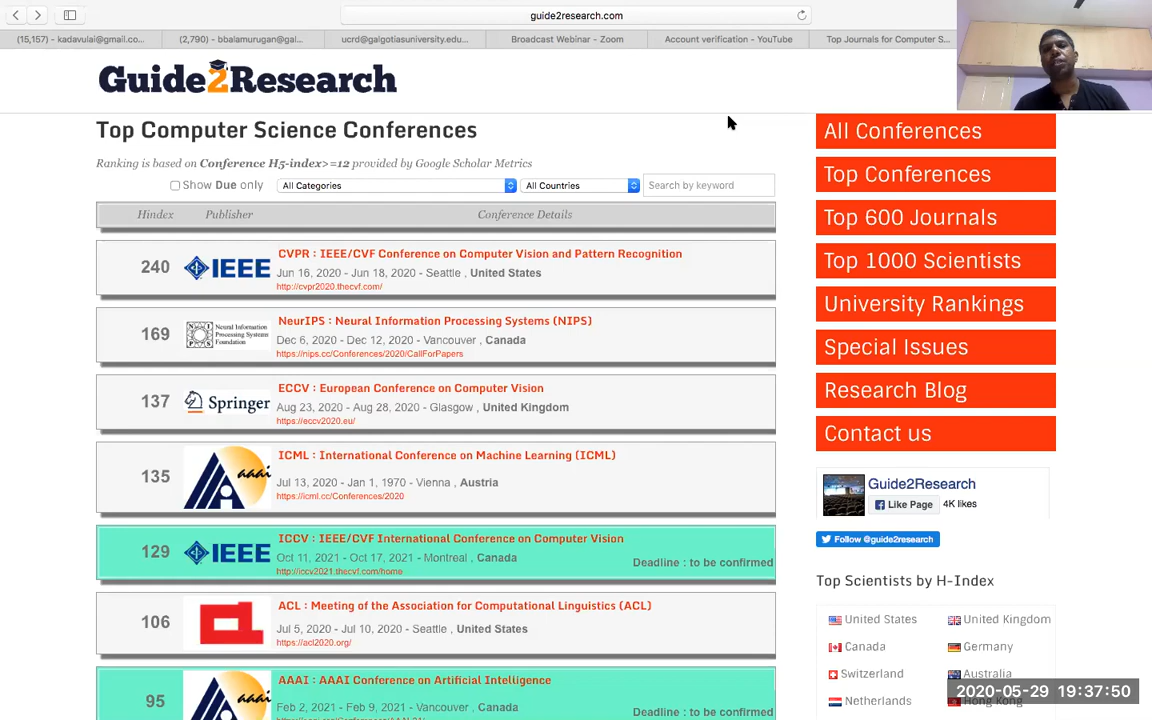 guide2research.com
(15,157) - kadavulai@gmail.co...
(2,790) - bbalamurugan@gal...
ucrd@galgotiasuniversity.edu...
Broadcast Webinar - Zoom
Account verification - YouTube
Top Journals for Computer S...
Guide2Research
Top Computer Science Conferences
Ranking is based on Conference H5-index>=12 provided by Google Scholar Metrics
Show Due only
All Categories
All Countries
Search by keyword
Hindex Publisher Conference Details
240
IEEE
CVPR : IEEE/CVF Conference on Computer Vision and Pattern Recognition
Jun 16, 2020 - Jun 18, 2020 - Seattle , United States
http://cvpr2020.thecvf.com/
169
Neural Information
Processing Systems
Foundation
NeurIPS : Neural Information Processing Systems (NIPS)
Dec 6, 2020 - Dec 12, 2020 - Vancouver , Canada
https://nips.cc/Conferences/2020/CallForPapers
137
Springer
ECCV : European Conference on Computer Vision
Aug 23, 2020 - Aug 28, 2020 - Glasgow , United Kingdom
https://eccv2020.eu/
135
aaai
ICML : International Conference on Machine Learning (ICML)
Jul 13, 2020 - Jan 1, 1970 - Vienna , Austria
https://icml.cc/Conferences/2020
129
IEEE
ICCV : IEEE/CVF International Conference on Computer Vision
Oct 11, 2021 - Oct 17, 2021 - Montreal , Canada
http://iccv2021.thecvf.com/home
Deadline : to be confirmed
106
ACL : Meeting of the Association for Computational Linguistics (ACL)
Jul 5, 2020 - Jul 10, 2020 - Seattle , United States
https://acl2020.org/
95
aaai
AAAI : AAAI Conference on Artificial Intelligence
Feb 2, 2021 - Feb 9, 2021 - Vancouver , Canada
Deadline : to be confirmed
All Conferences
Top Conferences
Top 600 Journals
Top 1000 Scientists
University Rankings
Special Issues
Research Blog
Contact us
Guide2Research
Like Page 4K likes
Follow @guide2research
Top Scientists by H-Index
United States United Kingdom
Canada Germany
Switzerland Australia
Netherlands Hong Kong
2020-05-29 19:37:50